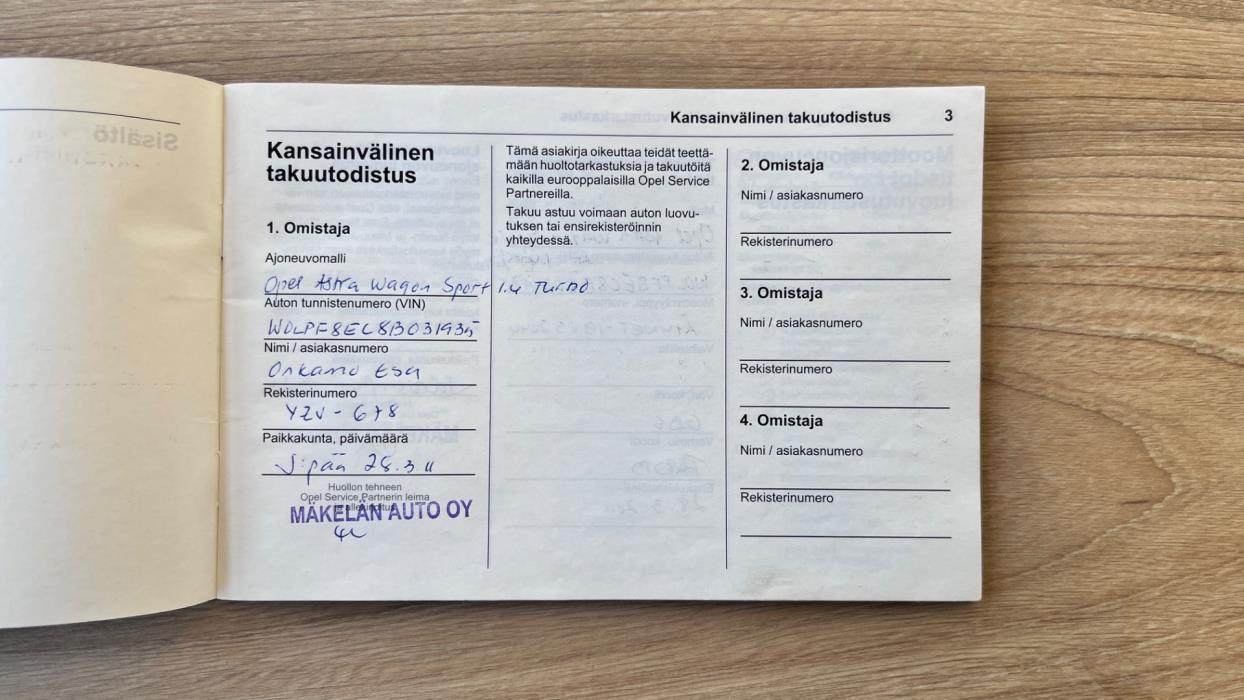 Kansainvälinen takuutodistus 3
Kansainvälinen
takuutodistus
1. Omistaja
Ajoneuvomalli
Opel Astra Wagon Sport 1.4 Turbo
Auton tunnistenumero (VIN)
W0LPF8EC8B031935
Nimi / asiakasnumero
Onkamo Esa
Rekisterinumero
YZV - 678
Paikkakunta, päivämäärä
S:pää 28.3 11
Huollon tehneen
Opel Service Partnerin leima
ja allekirjoitus
MÄKELÄN AUTO OY
Tämä asiakirja oikeuttaa teidät teettä-
mään huoltotarkastuksia ja takuutöitä
kaikilla eurooppalaisilla Opel Service
Partnereilla.
Takuu astuu voimaan auton luovu-
tuksen tai ensirekisteröinnin
yhteydessä.
2. Omistaja
Nimi / asiakasnumero
Rekisterinumero
3. Omistaja
Nimi / asiakasnumero
Rekisterinumero
4. Omistaja
Nimi / asiakasnumero
Rekisterinumero